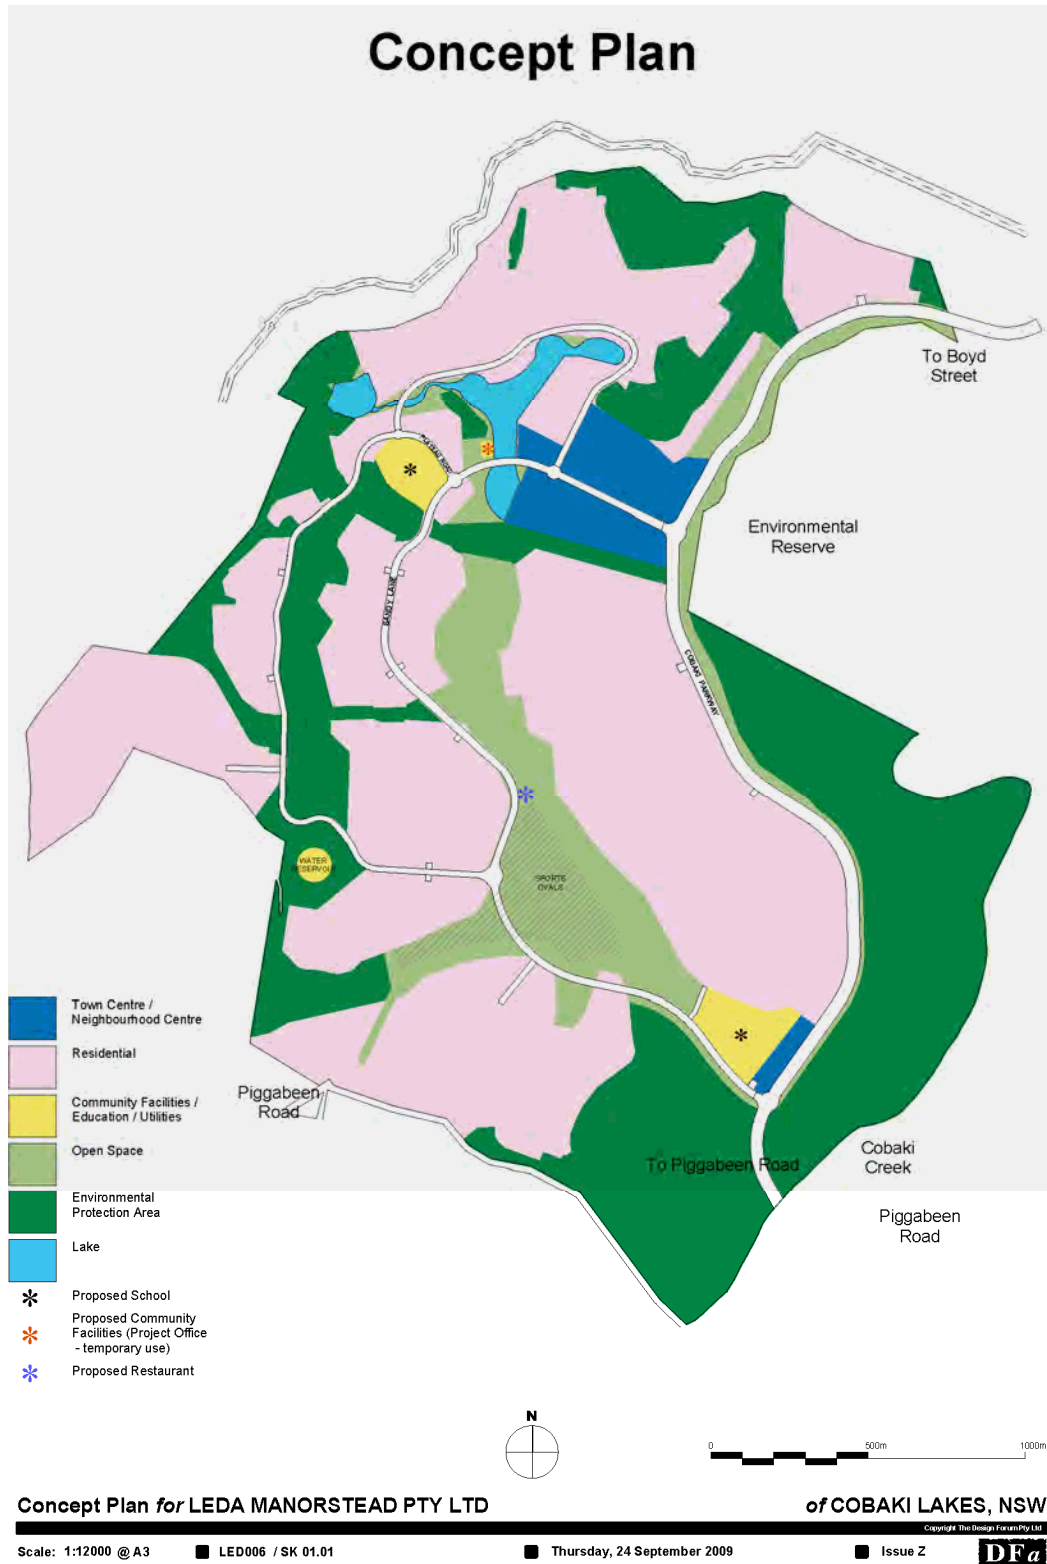 Concept Plan
To Boyd
Street
Environmental
Reserve
SANDY LANE
COBAKI PARKWAY
WATER
RESERVOIR
SPORTS
OVALS
Town Centre /
Neighbourhood Centre
Residential
Community Facilities /
Education / Utilities
Open Space
Environmental
Protection Area
Lake
Proposed School
Proposed Community
Facilities (Project Office
- temporary use)
Proposed Restaurant
Piggabeen
Road
To Piggabeen Road
Cobaki
Creek
Piggabeen
Road
N
0 500m 1000m
Concept Plan for LEDA MANORSTEAD PTY LTD
of COBAKI LAKES, NSW
Copyright The Design Forum Pty Ltd
Scale: 1:12000 @ A3 LED006 / SK 01.01 Thursday, 24 September 2009 Issue Z DFa